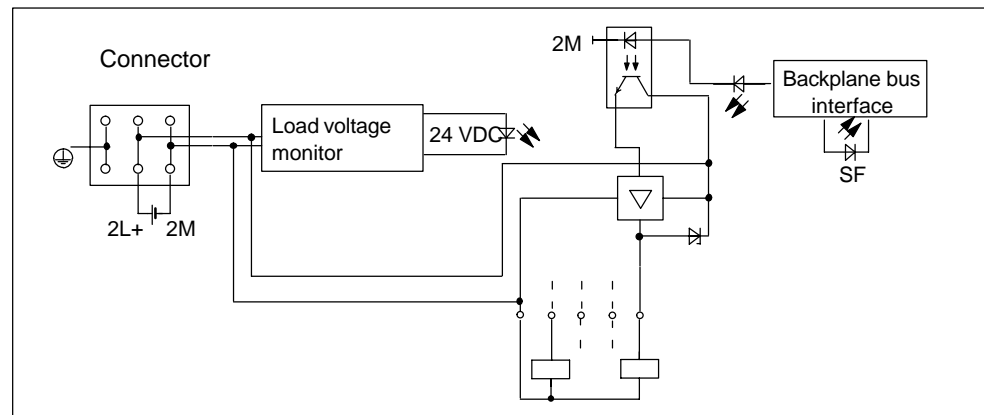 Connector
2M
Backplane bus
interface
Load voltage
monitor
24 VDC
SF
2L+ 2M